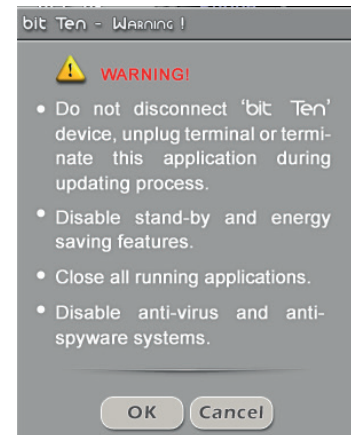 bit Ten - Warning !
WARNING!
• Do not disconnect ‘bit Ten’
device, unplug terminal or termi-
nate this application during
updating process.
• Disable stand-by and energy
saving features.
• Close all running applications.
• Disable anti-virus and anti-
spyware systems.
OK Cancel